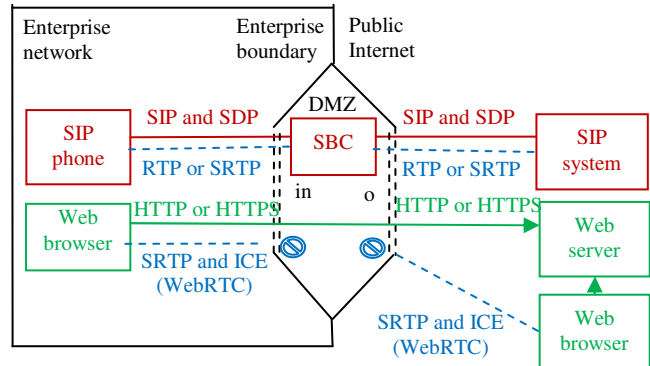 Enterprise
network
Enterprise
boundary
Public
Internet
DMZ
SIP and SDP
SIP and SDP
SIP
phone
SBC
SIP
system
RTP or SRTP
RTP or SRTP
in
o
HTTP or HTTPS
HTTP or HTTPS
Web
browser
Web
server
SRTP and ICE
(WebRTC)
SRTP and ICE
(WebRTC)
Web
browser